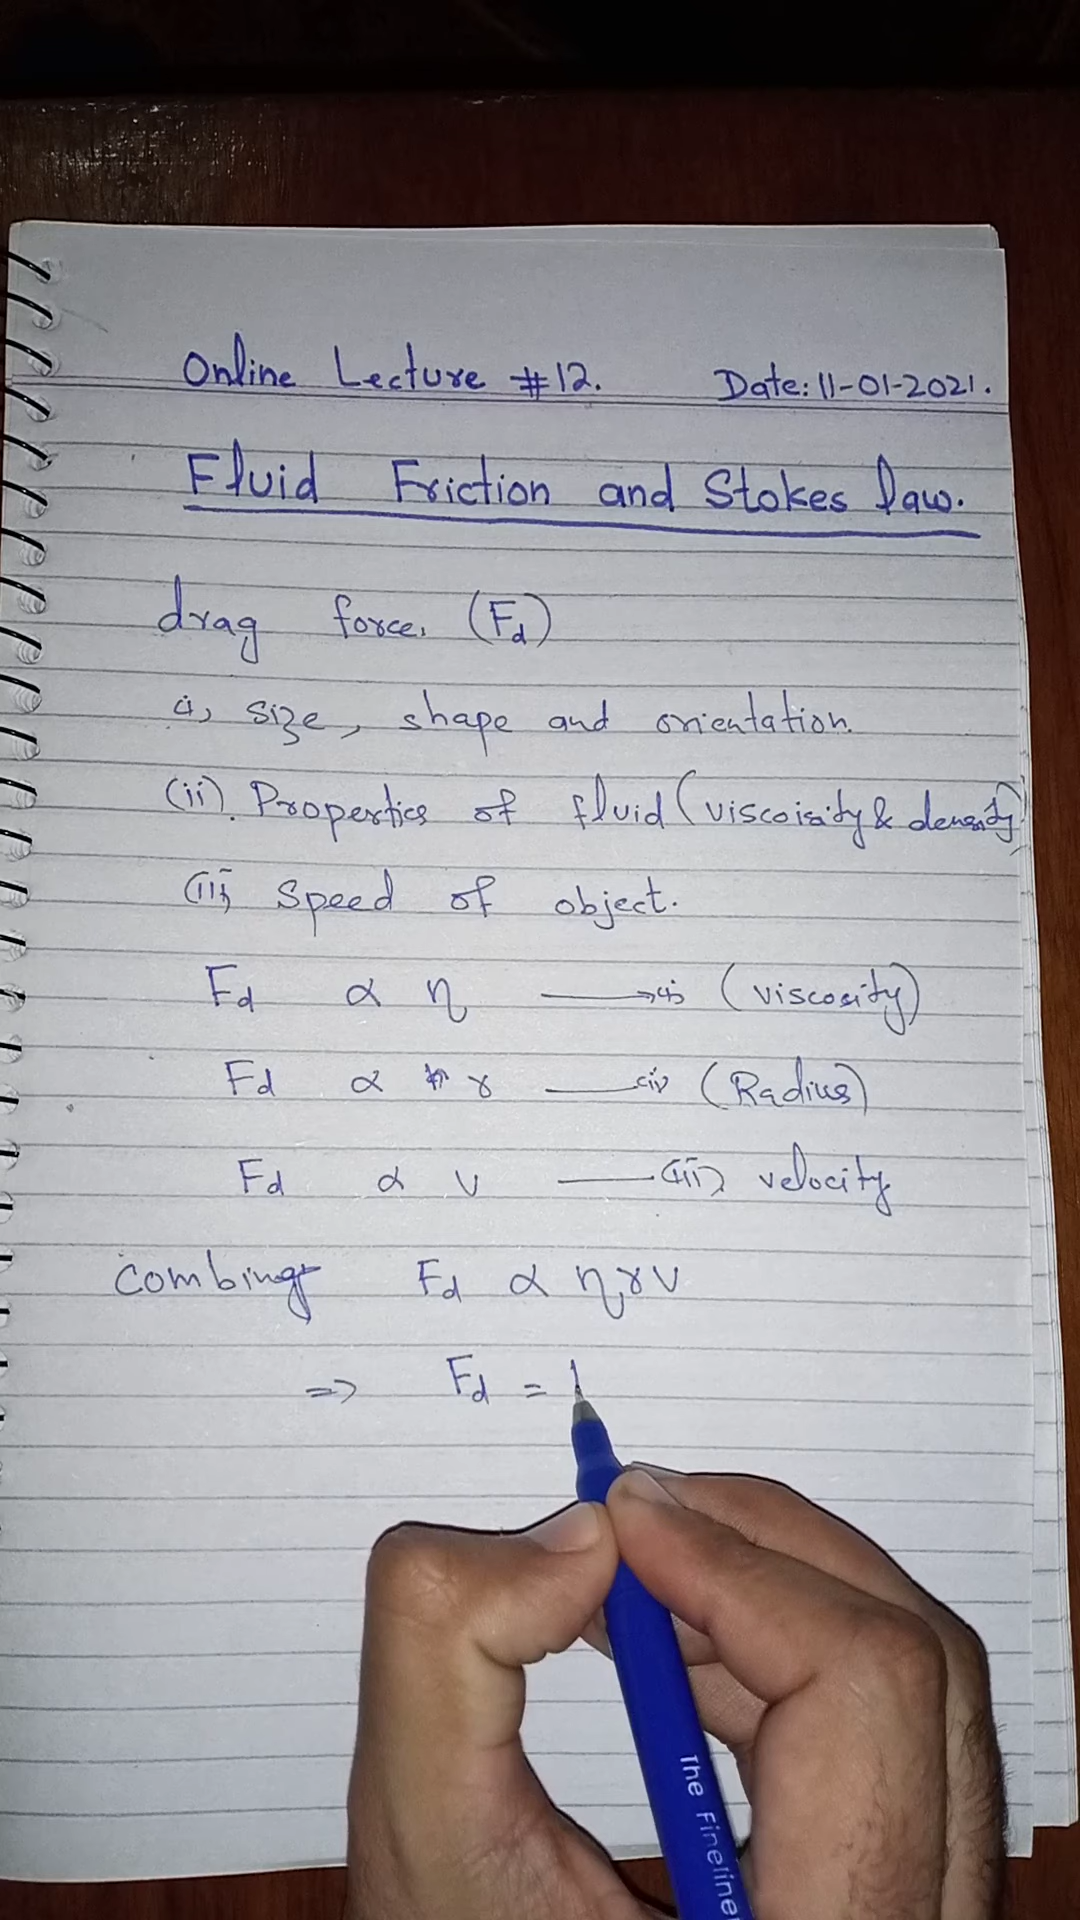 Online Lecture #12. Date: 11-01-2021.
Fluid Friction and Stokes law.
drag force. (Fd)
(i) size, shape and orientation.
(ii). Properties of fluid (viscoisity & density)
(iii) Speed of object.
Fd ∝ η → (i) (viscosity)
Fd ∝ r — (ii) (Radius)
Fd ∝ v — (iii) velocity
combing Fd ∝ ηrv
=> Fd =
The Fineliner